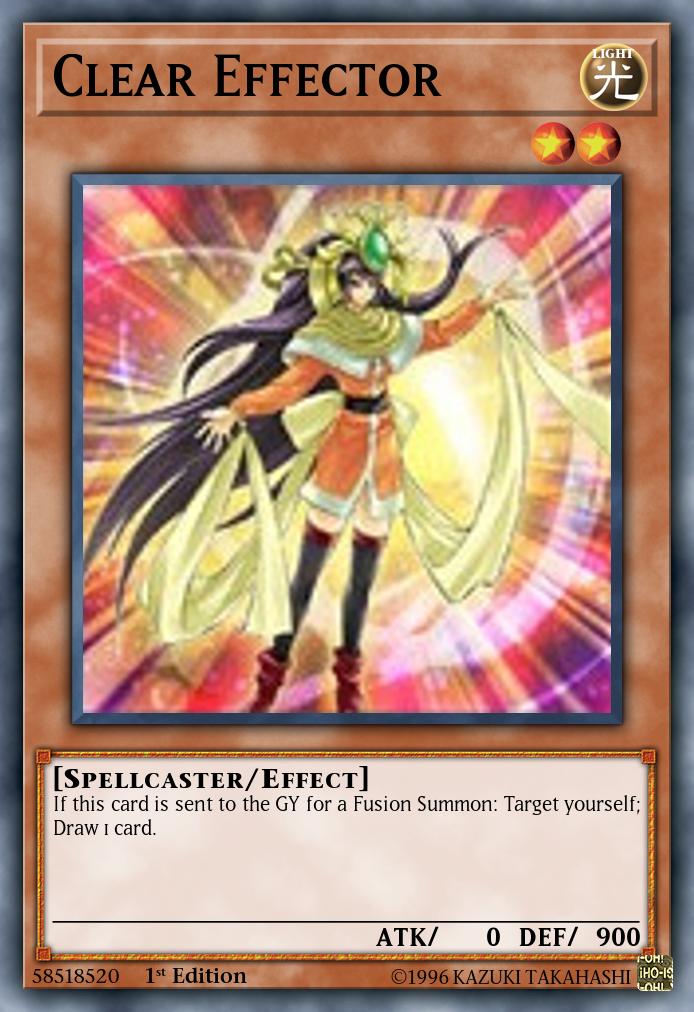 Clear Effector
LIGHT
光
[Spellcaster/Effect]
If this card is sent to the GY for a Fusion Summon: Target yourself;
Draw 1 card.
ATK/ 0 DEF/ 900
58518520 1st Edition ©1996 KAZUKI TAKAHASHI